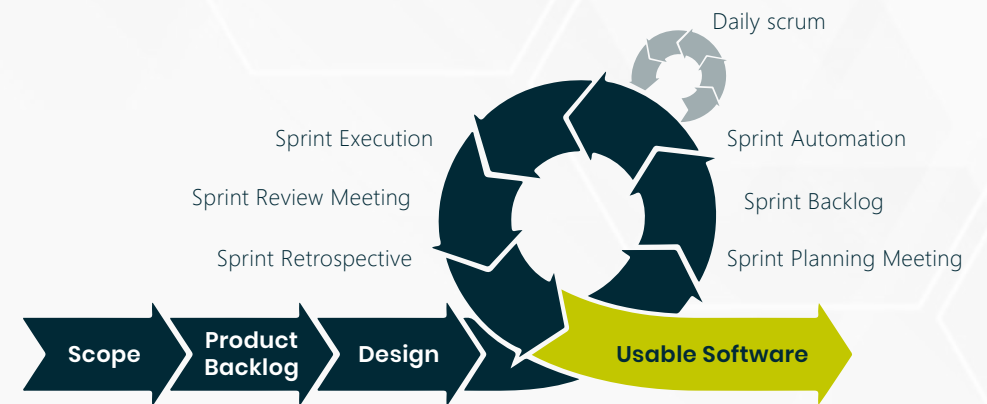 Daily scrum
Sprint Execution
Sprint Automation
Sprint Review Meeting
Sprint Backlog
Sprint Retrospective
Sprint Planning Meeting
Scope
Product
Backlog
Design
Usable Software